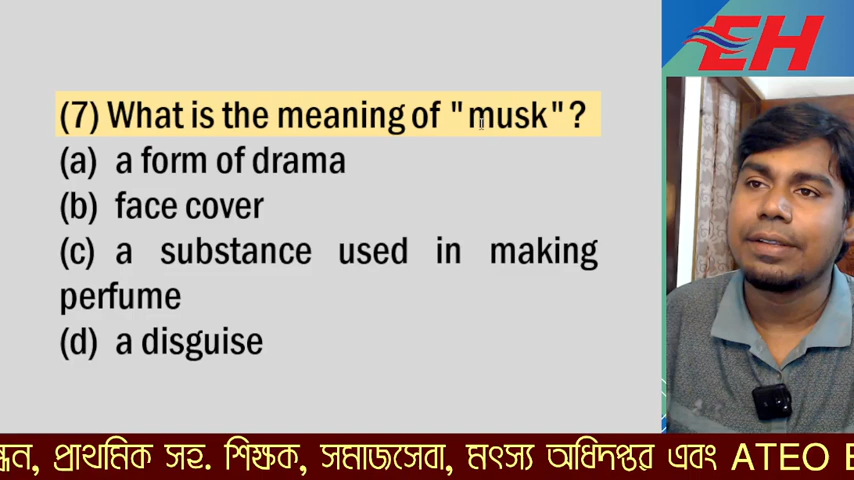 EH
(7) What is the meaning of "musk"?
(a) a form of drama
(b) face cover
(c) a substance used in making
perfume
(d) a disguise
প্রাথমিক সহ. শিক্ষক, সমাজসেবা, মৎস্য অধিদপ্তর এবং ATEO